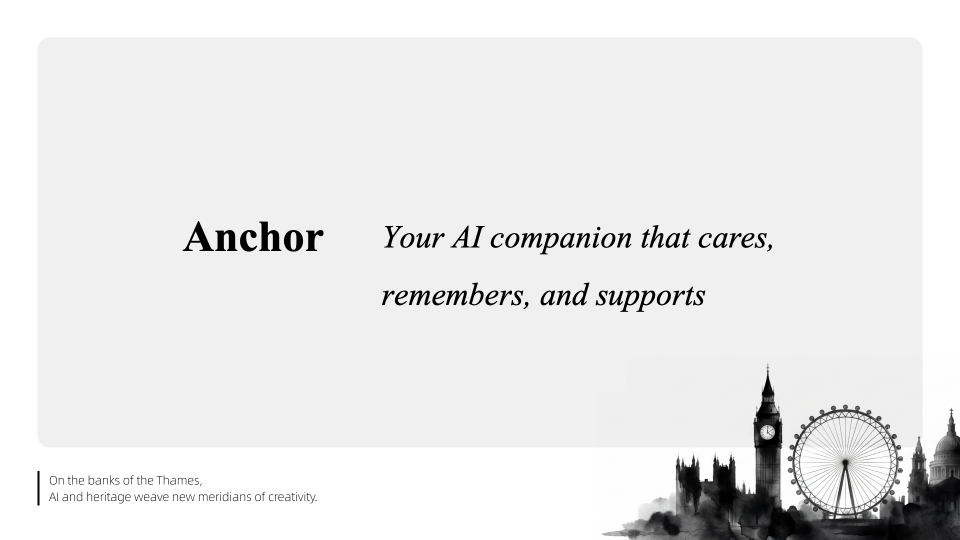 Anchor
Your AI companion that cares,
remembers, and supports
On the banks of the Thames,
AI and heritage weave new meridians of creativity.